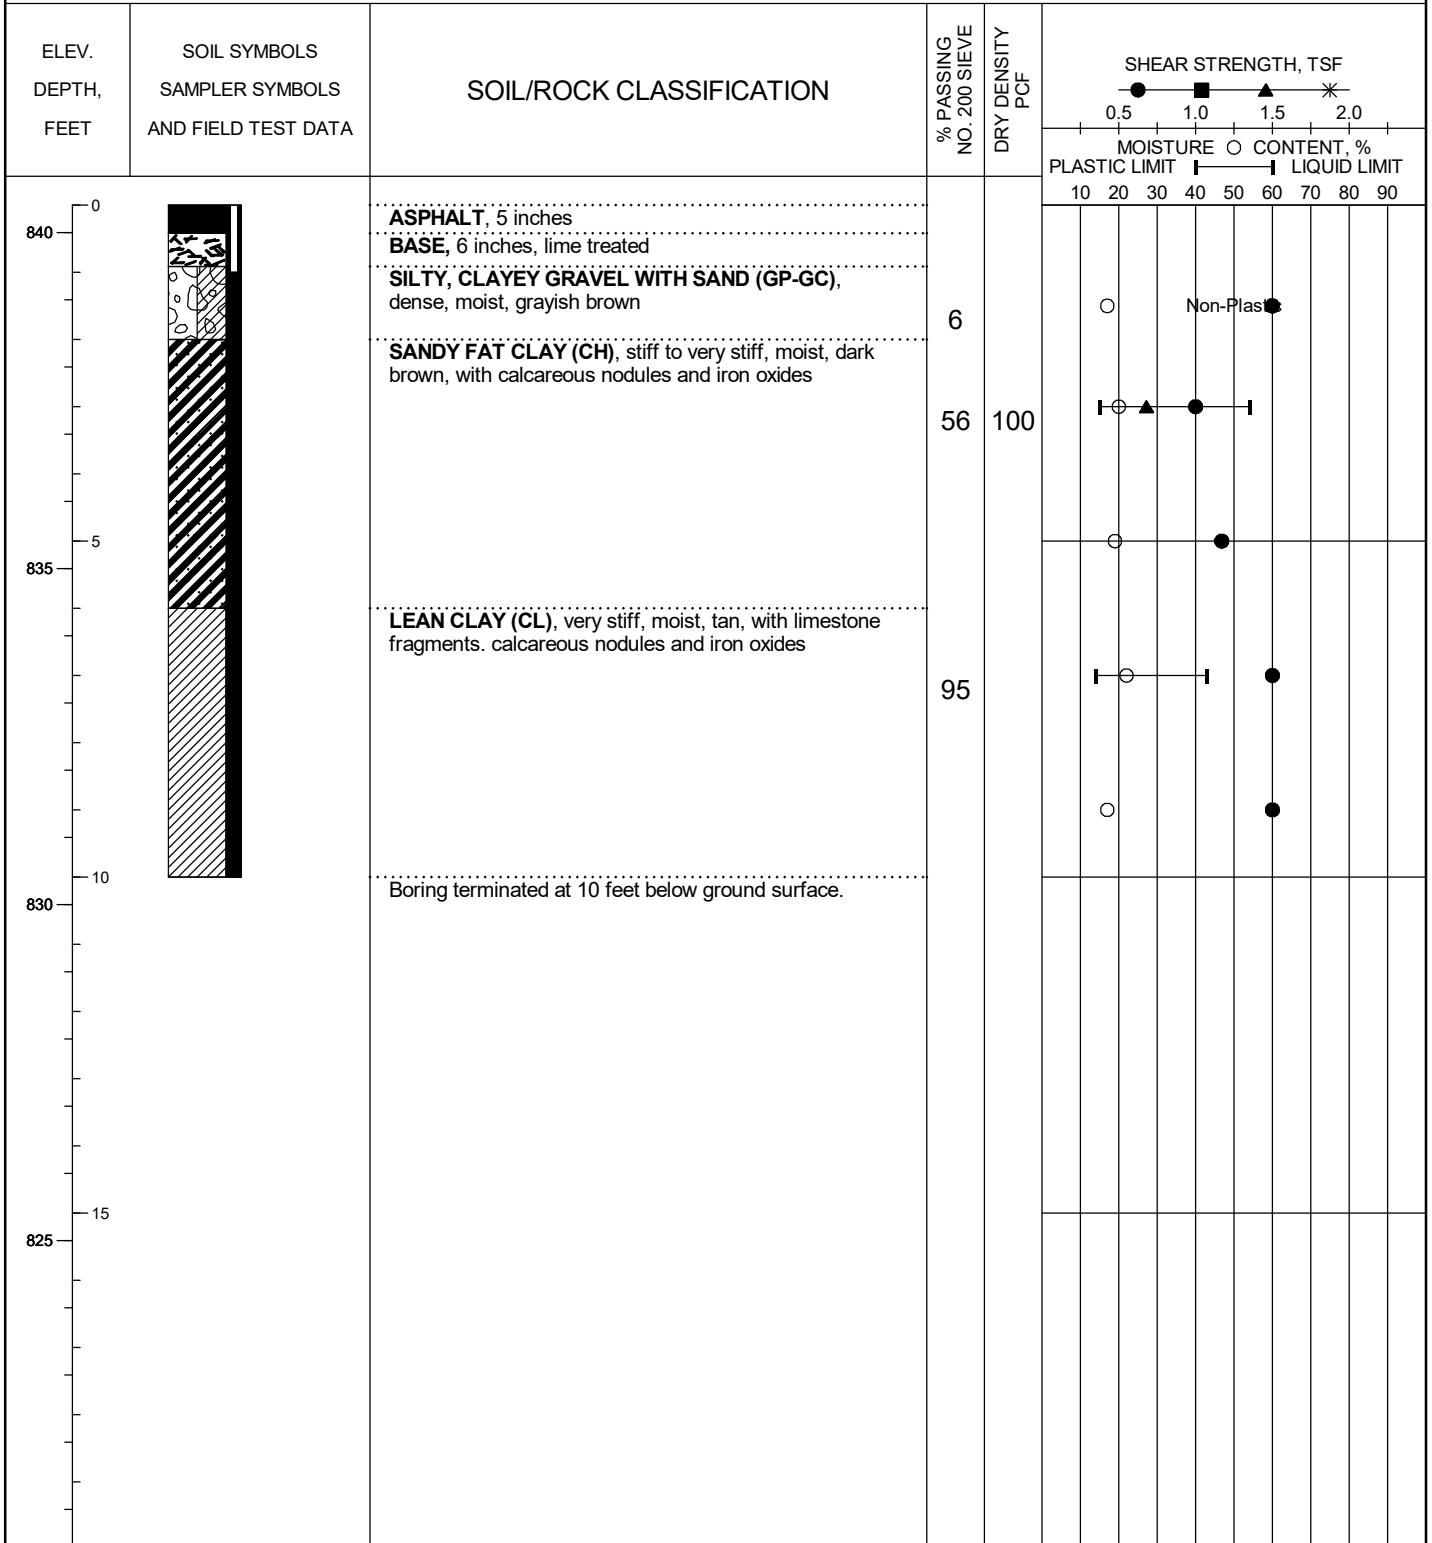 ELEV.
DEPTH,
FEET
SOIL SYMBOLS
SAMPLER SYMBOLS
AND FIELD TEST DATA
SOIL/ROCK CLASSIFICATION
% PASSING
NO. 200 SIEVE
DRY DENSITY
PCF
SHEAR STRENGTH, TSF
0.5 1.0 1.5 2.0
MOISTURE CONTENT, %
PLASTIC LIMIT LIQUID LIMIT
10 20 30 40 50 60 70 80 90
0
ASPHALT, 5 inches
840
BASE, 6 inches, lime treated
SILTY, CLAYEY GRAVEL WITH SAND (GP-GC),
dense, moist, grayish brown
6
Non-Plastic
SANDY FAT CLAY (CH), stiff to very stiff, moist, dark
brown, with calcareous nodules and iron oxides
56 100
5
835
LEAN CLAY (CL), very stiff, moist, tan, with limestone
fragments. calcareous nodules and iron oxides
95
10
Boring terminated at 10 feet below ground surface.
830
15
825